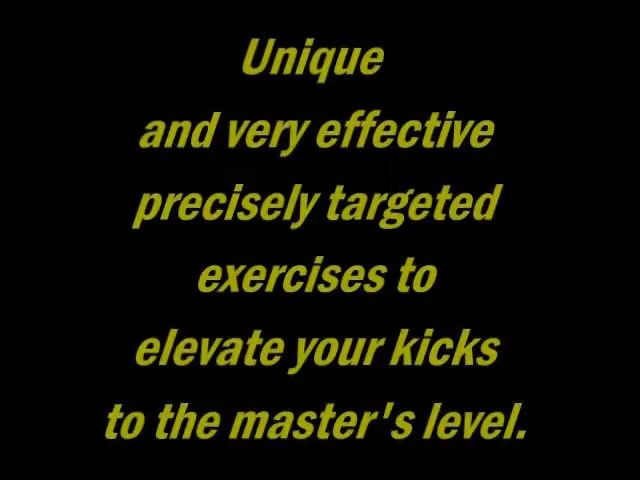 Unique
and very effective
precisely targeted
exercises to
elevate your kicks
to the master's level.